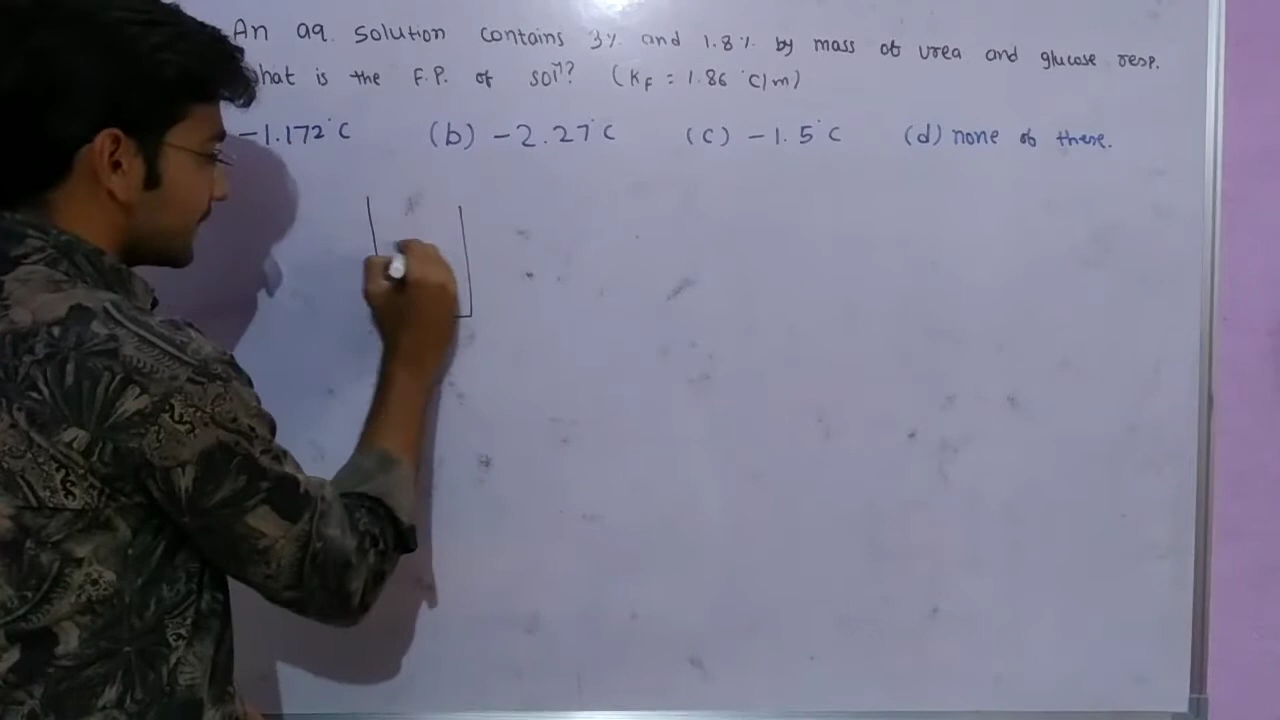 An aq. solution contains 3% and 1.8% by mass of urea and glucose resp.
hat is the F.P. of solⁿ? (KF = 1.86 °C/m)
-1.172°C (b) -2.27°C (c) -1.5°C (d) none of these.